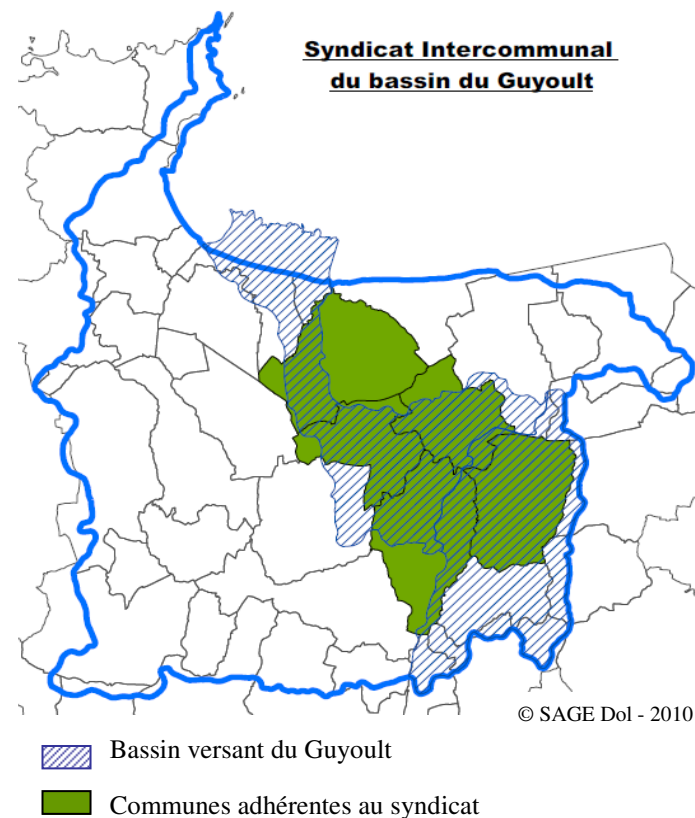 Syndicat Intercommunal
du bassin du Guyoult
© SAGE Dol - 2010
Bassin versant du Guyoult
Communes adhérentes au syndicat